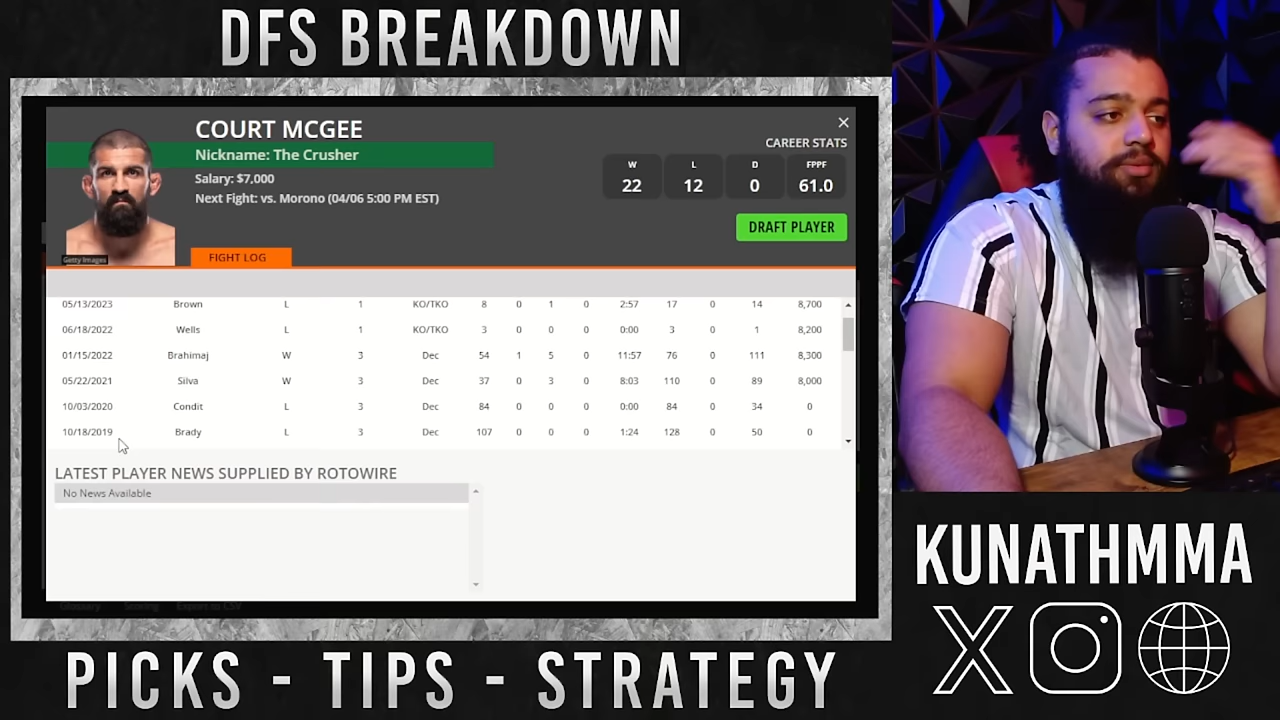 DFS BREAKDOWN
COURT MCGEE
Nickname: The Crusher
Salary: $7,000
Next Fight: vs. Morono (04/06 5:00 PM EST)
Getty Images
×
CAREER STATS
W L D FPPF
22 12 0 61.0
DRAFT PLAYER
FIGHT LOG
05/13/2023 Brown L 1 KO/TKO 8 0 1 0 2:57 17 0 14 8,700
06/18/2022 Wells L 1 KO/TKO 3 0 0 0 0:00 3 0 1 8,200
01/15/2022 Brahimaj W 3 Dec 54 1 5 0 11:57 76 0 111 8,300
05/22/2021 Silva W 3 Dec 37 0 3 0 8:03 110 0 89 8,000
10/03/2020 Condit L 3 Dec 84 0 0 0 0:00 84 0 34 0
10/18/2019 Brady L 3 Dec 107 0 0 0 1:24 128 0 50 0
LATEST PLAYER NEWS SUPPLIED BY ROTOWIRE
No News Available
Glossary Scoring Export to CSV
KUNATHMMA
PICKS - TIPS - STRATEGY